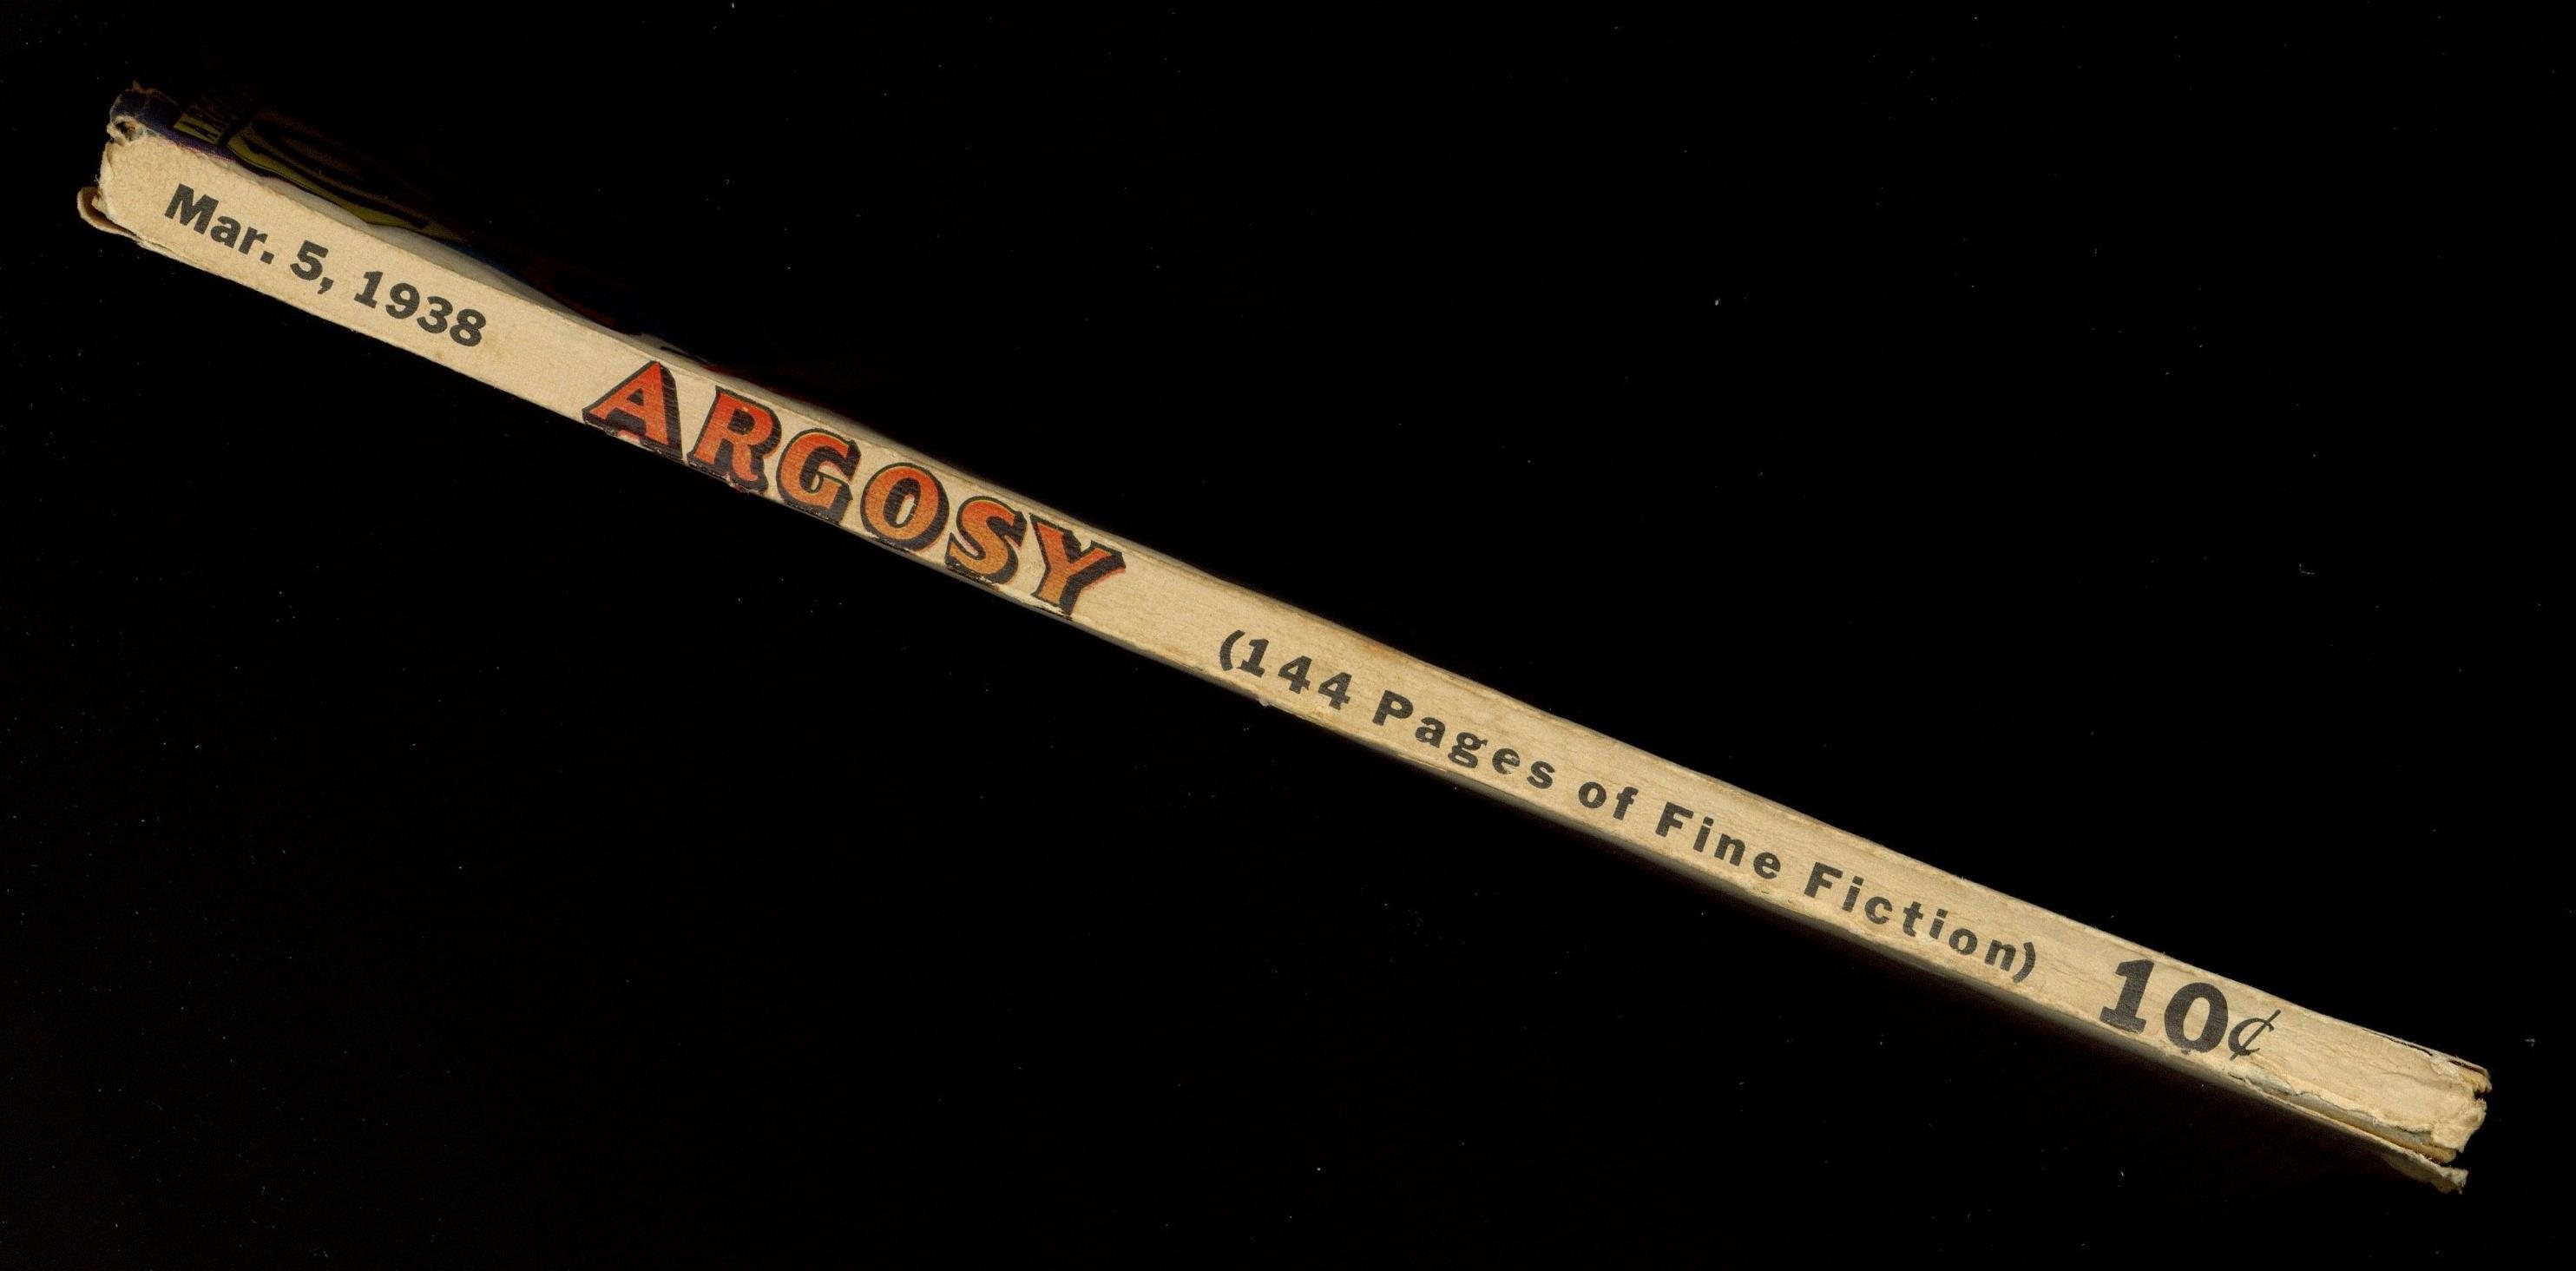 Mar. 5, 1938 ARGOSY (144 Pages of Fine Fiction) 10¢